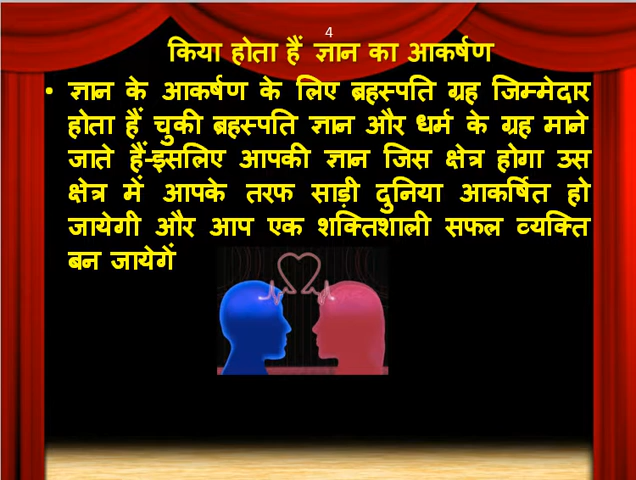 4
किया होता हैं ज्ञान का आकर्षण
• ज्ञान के आकर्षण के लिए ब्रहस्पति ग्रह जिम्मेदार
होता हैं चुकी ब्रहस्पति ज्ञान और धर्म के ग्रह माने
जाते हैं-इसलिए आपकी ज्ञान जिस क्षेत्र होगा उस
क्षेत्र में आपके तरफ साड़ी दुनिया आकर्षित हो
जायेगी और आप एक शक्तिशाली सफल व्यक्ति
बन जायेगें